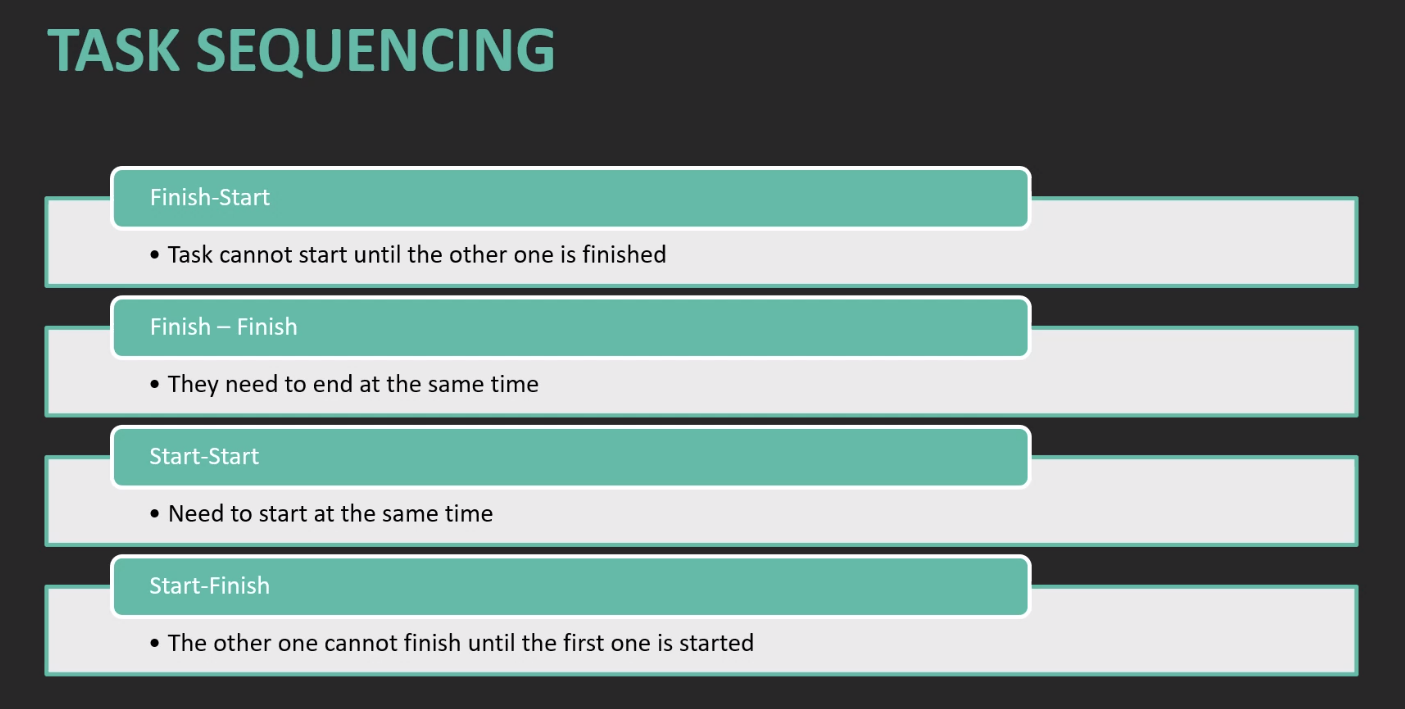 TASK SEQUENCING
Finish-Start
• Task cannot start until the other one is finished
Finish – Finish
• They need to end at the same time
Start-Start
• Need to start at the same time
Start-Finish
• The other one cannot finish until the first one is started